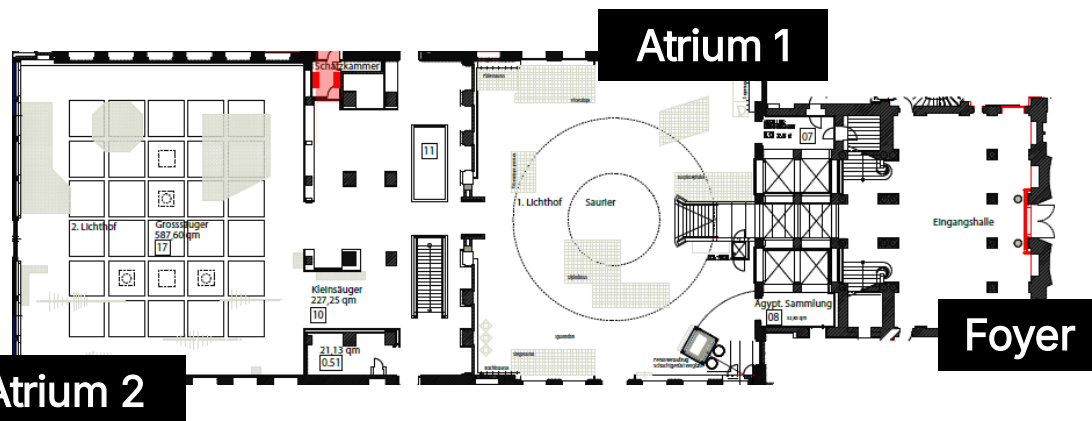 Atrium 1
Schatzkammer
07
11
1. Lichthof
Saurier
2. Lichthof
Grosssäuger
587,60 qm
17
Eingangshalle
Kleinsäuger
227,25 qm
10
Ägypt. Sammlung
08
Foyer
21,13 qm
0.51
Atrium 2